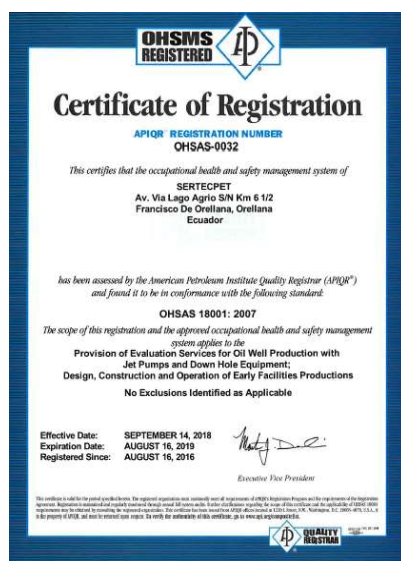 OHSMS
REGISTERED
API
Certificate of Registration
APIQR® REGISTRATION NUMBER
OHSAS-0032
This certifies that the occupational health and safety management system of
SERTECPET
Av. Via Lago Agrio S/N Km 6 1/2
Francisco De Orellana, Orellana
Ecuador
has been assessed by the American Petroleum Institute Quality Registrar (APIQR®)
and found it to be in conformance with the following standard:
OHSAS 18001: 2007
The scope of this registration and the approved occupational health and safety management
system applies to the
Provision of Evaluation Services for Oil Well Production with
Jet Pumps and Down Hole Equipment;
Design, Construction and Operation of Early Facilities Productions
No Exclusions Identified as Applicable
Effective Date: SEPTEMBER 14, 2018
Expiration Date: AUGUST 16, 2019
Registered Since: AUGUST 16, 2016
Executive Vice President
API
QUALITY
REGISTRAR